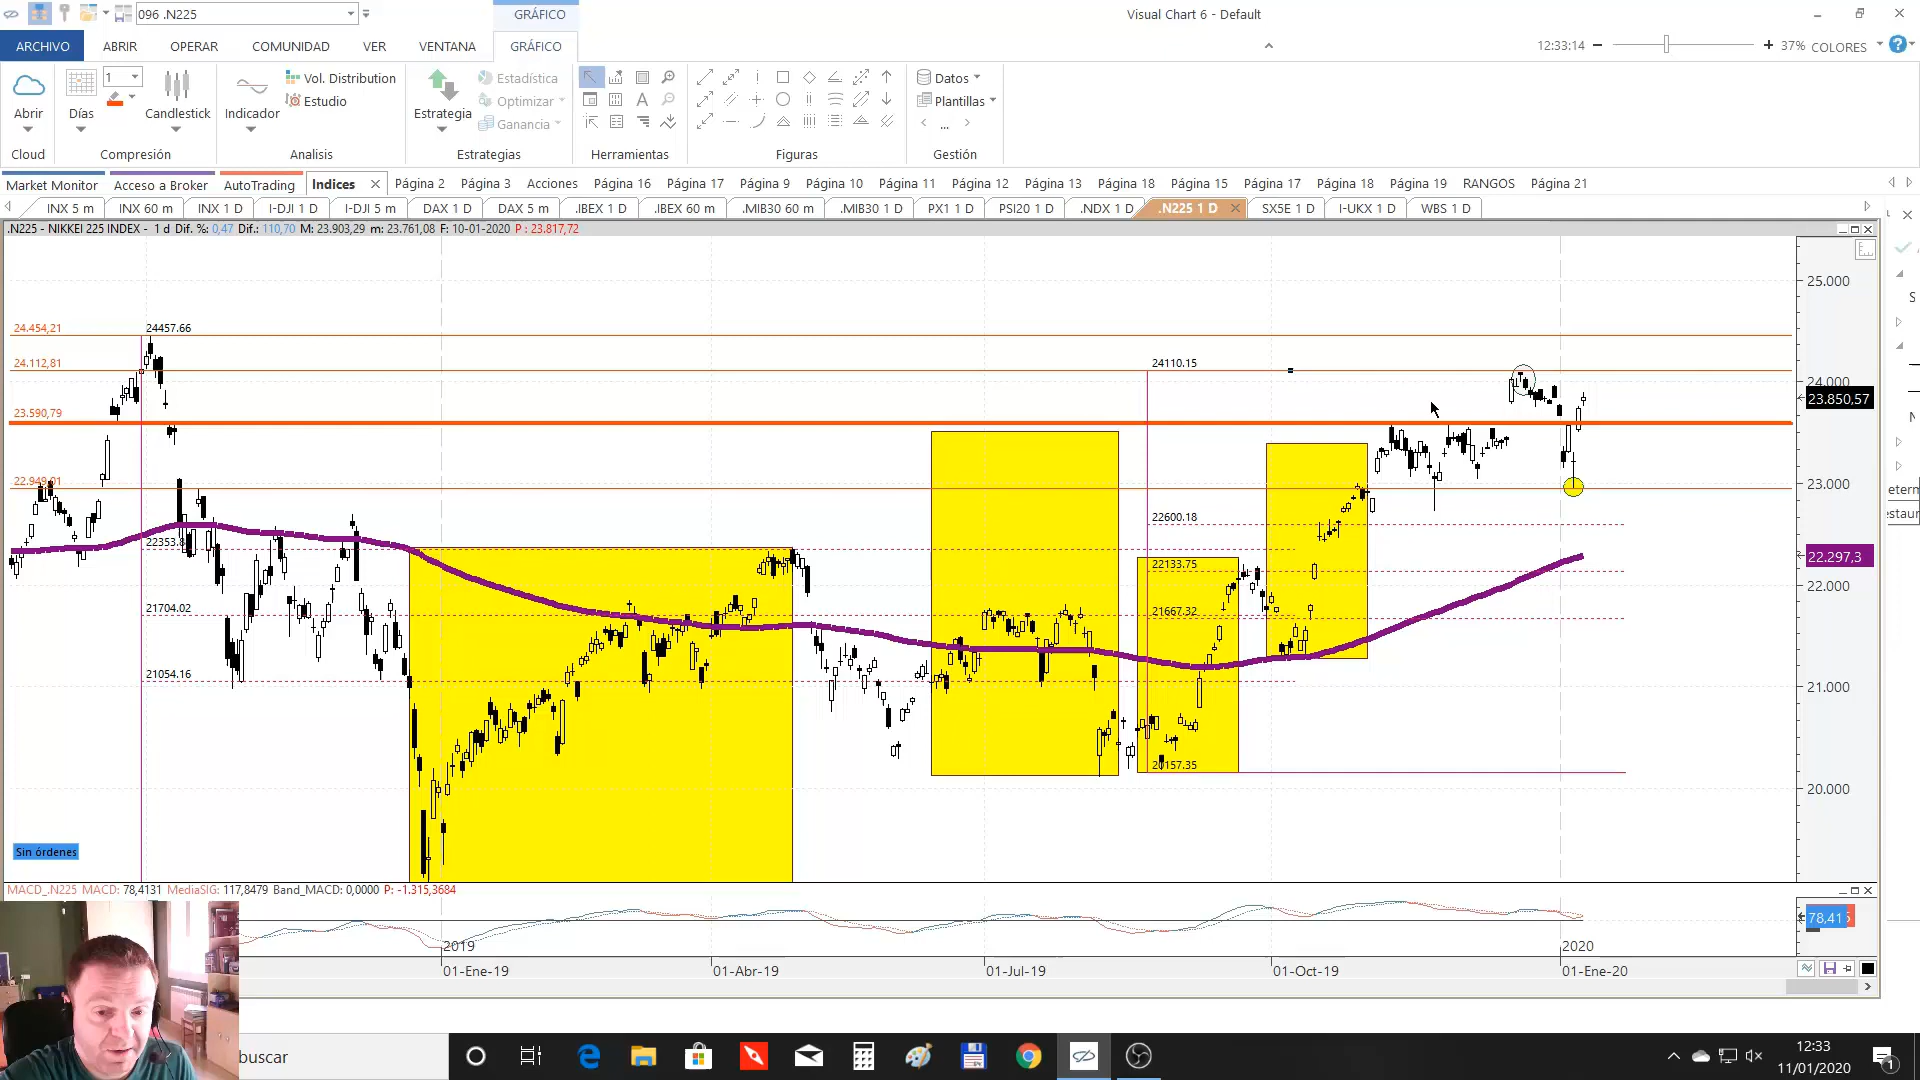 096 .N225
GRÁFICO
Visual Chart 6 - Default
ARCHIVO
ABRIR
OPERAR
COMUNIDAD
VER
VENTANA
GRÁFICO
12:33:14
37%
COLORES
Abrir
Días
1
Candlestick
Indicador
Vol. Distribution
Estudio
Estrategia
Estadística
Optimizar
Ganancia
Datos
Plantillas
...
Cloud
Compresión
Analisis
Estrategias
Herramientas
Figuras
Gestión
Market Monitor
Acceso a Broker
AutoTrading
Indices
Página 2
Página 3
Acciones
Página 16
Página 17
Página 9
Página 10
Página 11
Página 12
Página 13
Página 18
Página 15
Página 17
Página 18
Página 19
RANGOS
Página 21
INX 5 m
INX 60 m
INX 1 D
I-DJI 1 D
I-DJI 5 m
DAX 1 D
DAX 5 m
.IBEX 1 D
.IBEX 60 m
.MIB30 60 m
.MIB30 1 D
PX1 1 D
PSI20 1 D
.NDX 1 D
.N225 1 D
SX5E 1 D
I-UKX 1 D
WBS 1 D
.N225 - NIKKEI 225 INDEX - 1 d Dif. %: 0,47 Dif.: 110,70 M: 23.903,29 m: 23.761,08 F: 10-01-2020 P : 23.817,72
25.000
24.454,21
24457.66
24.112,81
24110.15
24.000
23.850,57
23.590,79
22.949,01
23.000
eterm
estaur
22600.18
22353.8
22.297,3
22133.75
22.000
21704.02
21667.32
21054.16
21.000
20157.35
20.000
Sin órdenes
MACD_.N225 MACD: 78,4131 MediaSIG: 117,8479 Band_MACD: 0,0000 P: -1.315,3684
78,415
2019
2020
01-Ene-19
01-Abr-19
01-Jul-19
01-Oct-19
01-Ene-20
buscar
12:33
11/01/2020
1